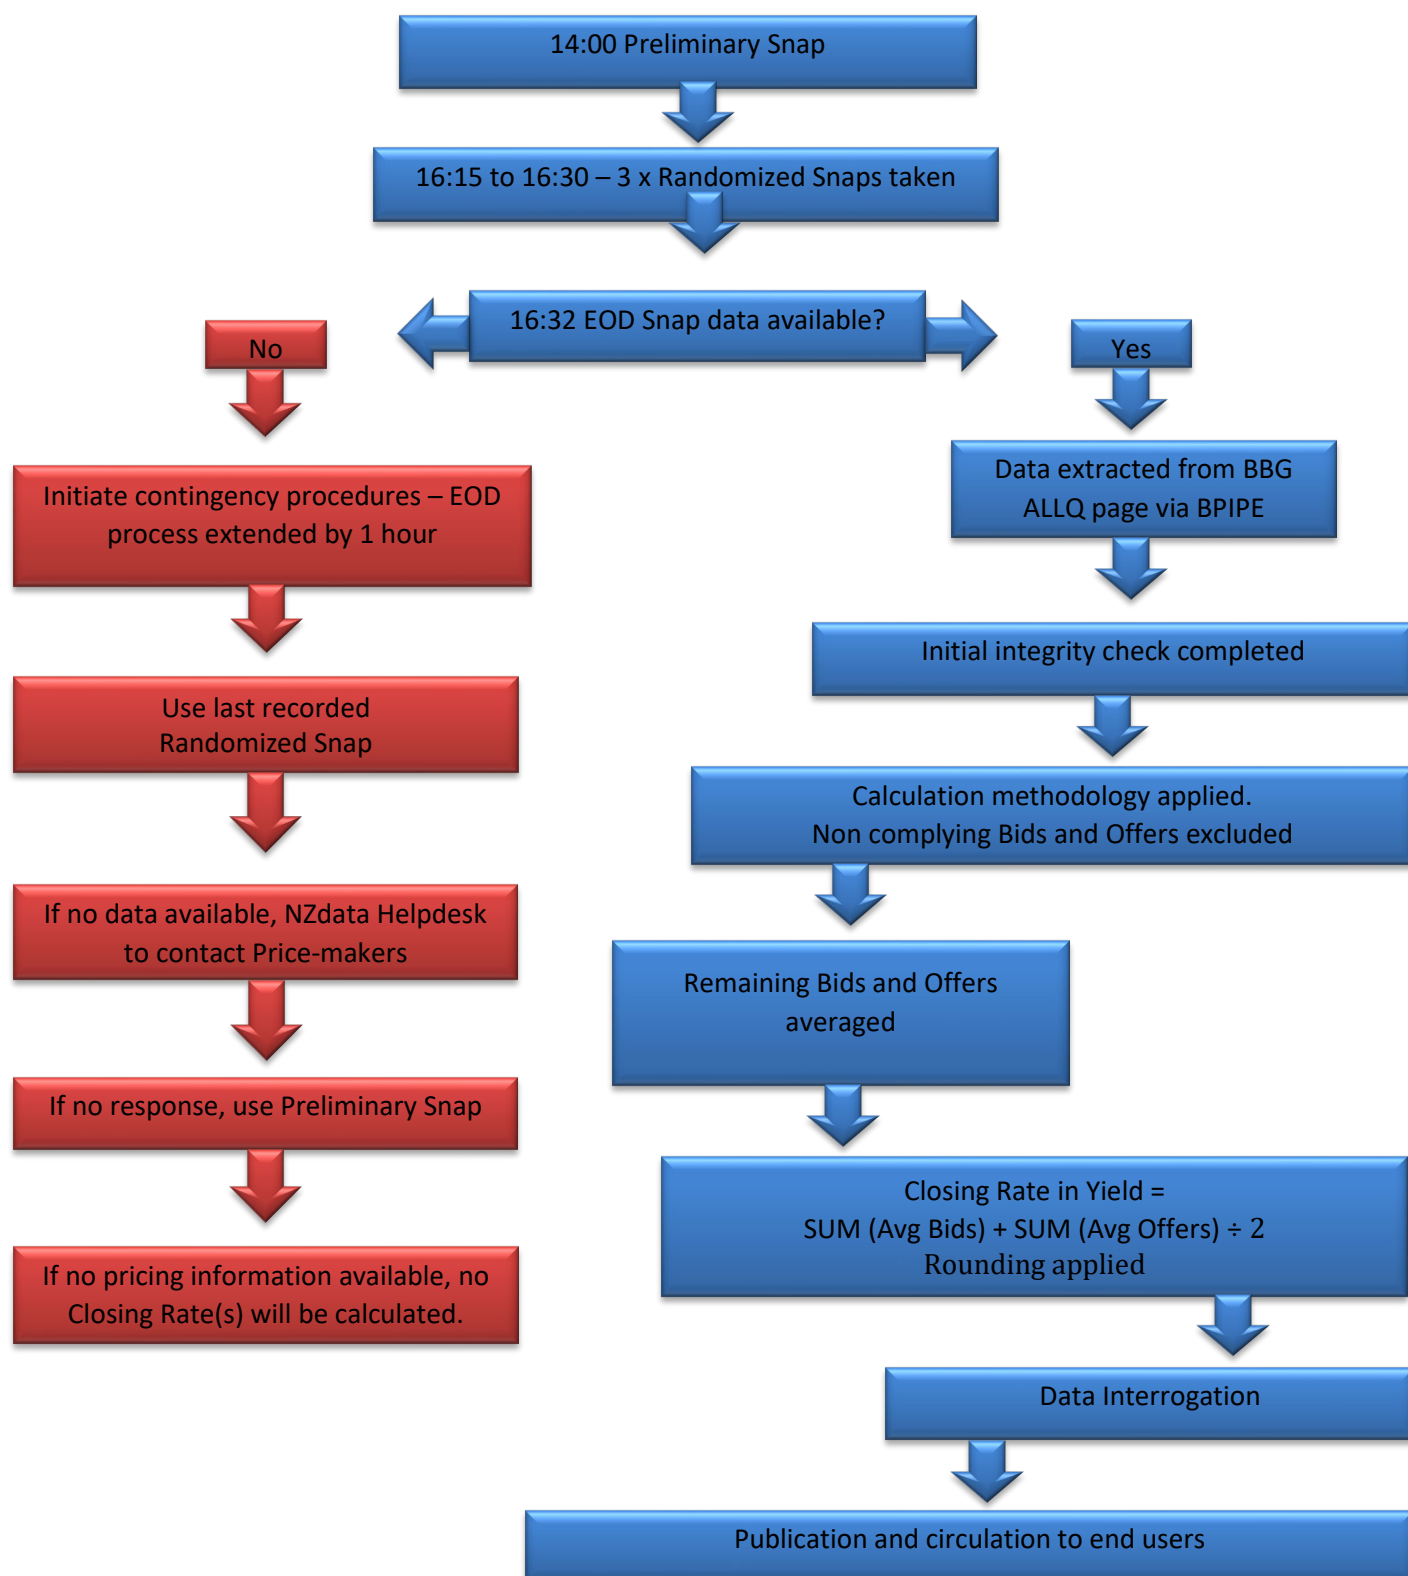 14:00 Preliminary Snap
16:15 to 16:30 – 3 x Randomized Snaps taken
16:32 EOD Snap data available?
No
Yes
Initiate contingency procedures – EOD
process extended by 1 hour
Use last recorded
Randomized Snap
If no data available, NZdata Helpdesk
to contact Price-makers
If no response, use Preliminary Snap
If no pricing information available, no
Closing Rate(s) will be calculated.
Data extracted from BBG
ALLQ page via BPIPE
Initial integrity check completed
Calculation methodology applied.
Non complying Bids and Offers excluded
Remaining Bids and Offers
averaged
Closing Rate in Yield =
SUM (Avg Bids) + SUM (Avg Offers) ÷ 2
Rounding applied
Data Interrogation
Publication and circulation to end users